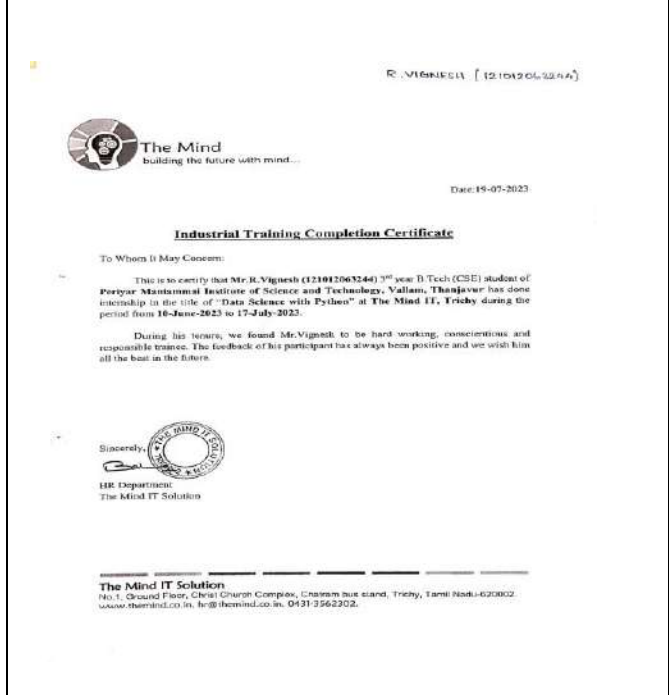 R.VIGNESH [121012063244)
The Mind
building the future with mind...
Date:19-07-2023
Industrial Training Completion Certificate
To Whom It May Concern:
This is to certify that Mr.R.Vignesh (121012063244) 3rd year B.Tech (CSE) student of
Periyar Maniammai Institute of Science and Technology, Vallam, Thanjavur has done
internship in the title of "Data Science with Python" at The Mind IT, Trichy during the
period from 10-June-2023 to 17-July-2023.
During his tenure, we found Mr.Vignesh to be hard working, conscientious and
responsible trainee. The feedback of his participant has always been positive and we wish him
all the best in the future.
THE MIND IT SOLUTION
Sincerely,
HR Department
The Mind IT Solution
The Mind IT Solution
No.1, Ground Floor, Christ Church Complex, Chatram bus stand, Trichy, Tamil Nadu-620002.
www.themind.co.in, hr@themind.co.in, 0431-3562302.